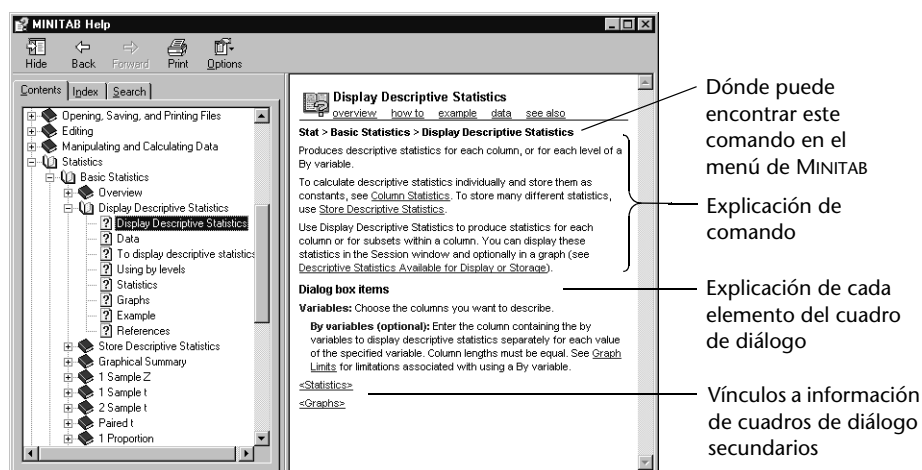 MINITAB Help
Hide Back Forward Print Options
Contents Index Search
Opening, Saving, and Printing Files
Editing
Manipulating and Calculating Data
Statistics
Basic Statistics
Overview
Display Descriptive Statistics
Display Descriptive Statistics
Data
To display descriptive statistics
Using by levels
Statistics
Graphs
Example
References
Store Descriptive Statistics
Graphical Summary
1 Sample Z
1 Sample t
2 Sample t
Paired t
1 Proportion
Display Descriptive Statistics
overview how to example data see also
Stat > Basic Statistics > Display Descriptive Statistics
Produces descriptive statistics for each column, or for each level of a
By variable.
To calculate descriptive statistics individually and store them as
constants, see Column Statistics. To store many different statistics,
use Store Descriptive Statistics.
Use Display Descriptive Statistics to produce statistics for each
column or for subsets within a column. You can display these
statistics in the Session window and optionally in a graph (see
Descriptive Statistics Available for Display or Storage).
Dialog box items
Variables: Choose the columns you want to describe.
By variables (optional): Enter the column containing the by
variables to display descriptive statistics separately for each value
of the specified variable. Column lengths must be equal. See Graph
Limits for limitations associated with using a By variable.
<Statistics>
<Graphs>
Dónde puede
encontrar este
comando en el
menú de MINITAB
Explicación de
comando
Explicación de cada
elemento del cuadro
de diálogo
Vínculos a información
de cuadros de diálogo
secundarios